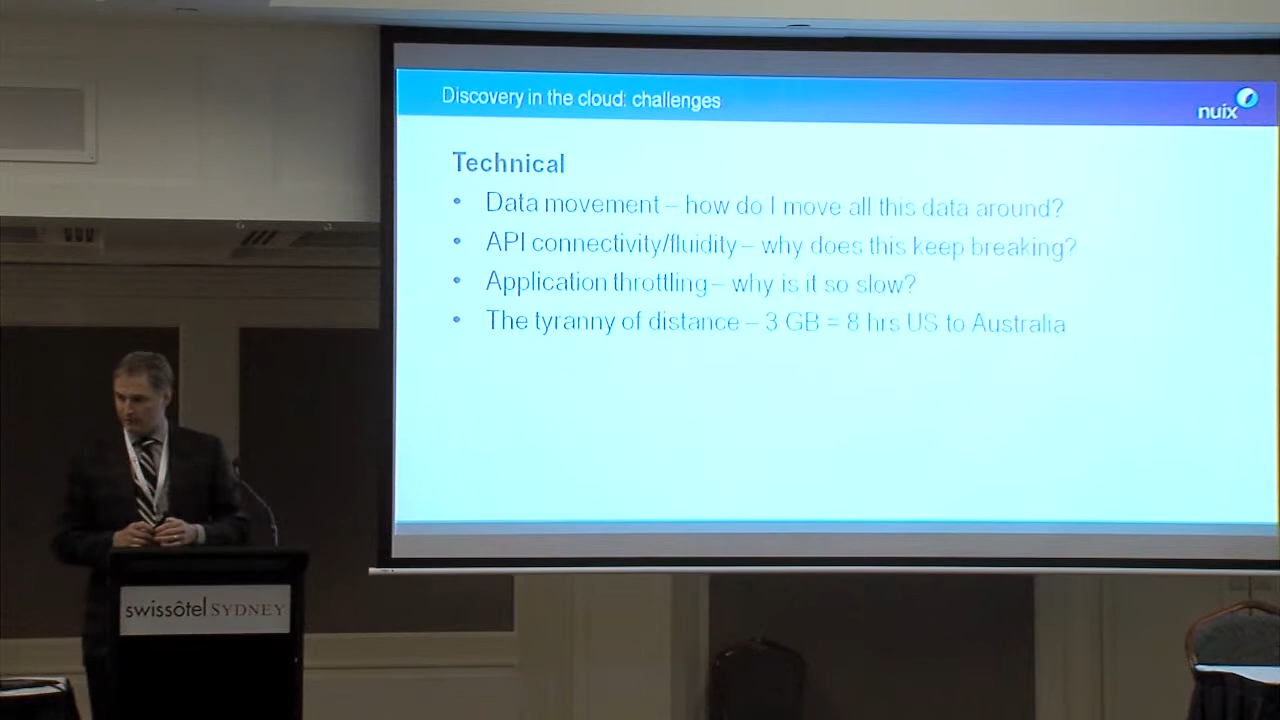 Discovery in the cloud: challenges
nuix
Technical
• Data movement – how do I move all this data around?
• API connectivity/fluidity – why does this keep breaking?
• Application throttling – why is it so slow?
• The tyranny of distance – 3 GB = 8 hrs US to Australia
swissôtel SYDNEY